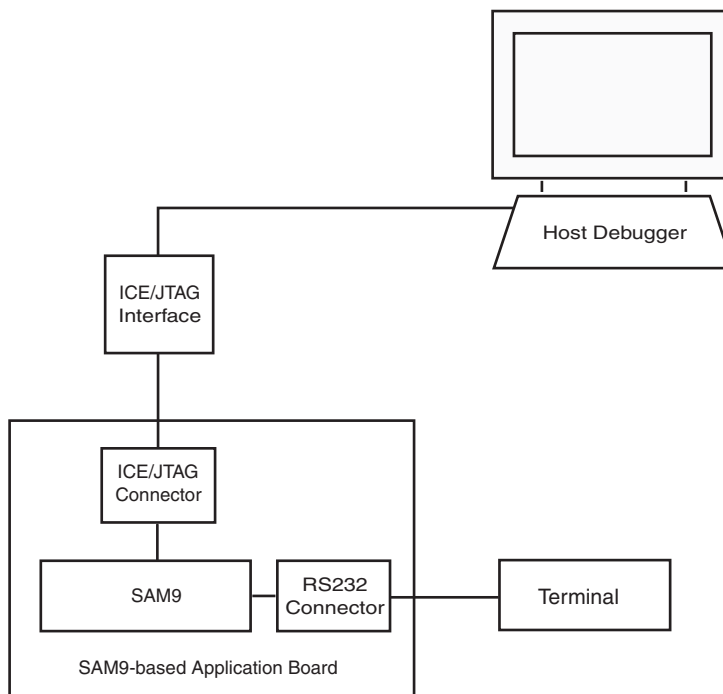 Host Debugger
ICE/JTAG
Interface
ICE/JTAG
Connector
SAM9
RS232
Connector
Terminal
SAM9-based Application Board